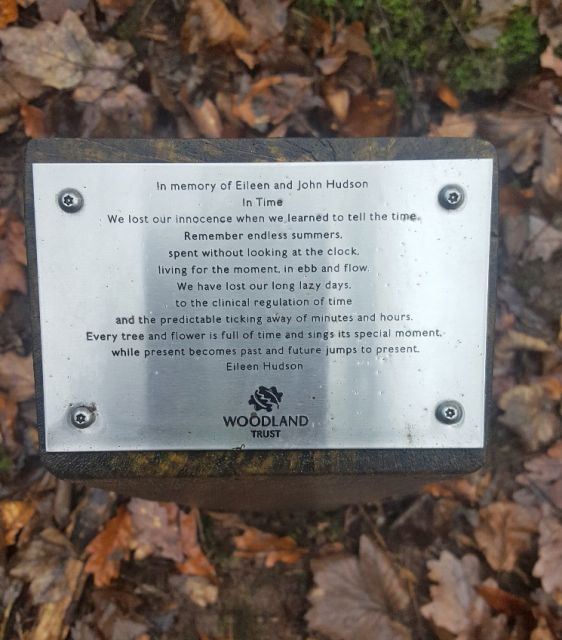 In memory of Eileen and John Hudson
In Time
We lost our innocence when we learned to tell the time.
Remember endless summers,
spent without looking at the clock,
living for the moment, in ebb and flow.
We have lost our long lazy days,
to the clinical regulation of time
and the predictable ticking away of minutes and hours.
Every tree and flower is full of time and sings its special moment,
while present becomes past and future jumps to present.
Eileen Hudson
WOODLAND
TRUST